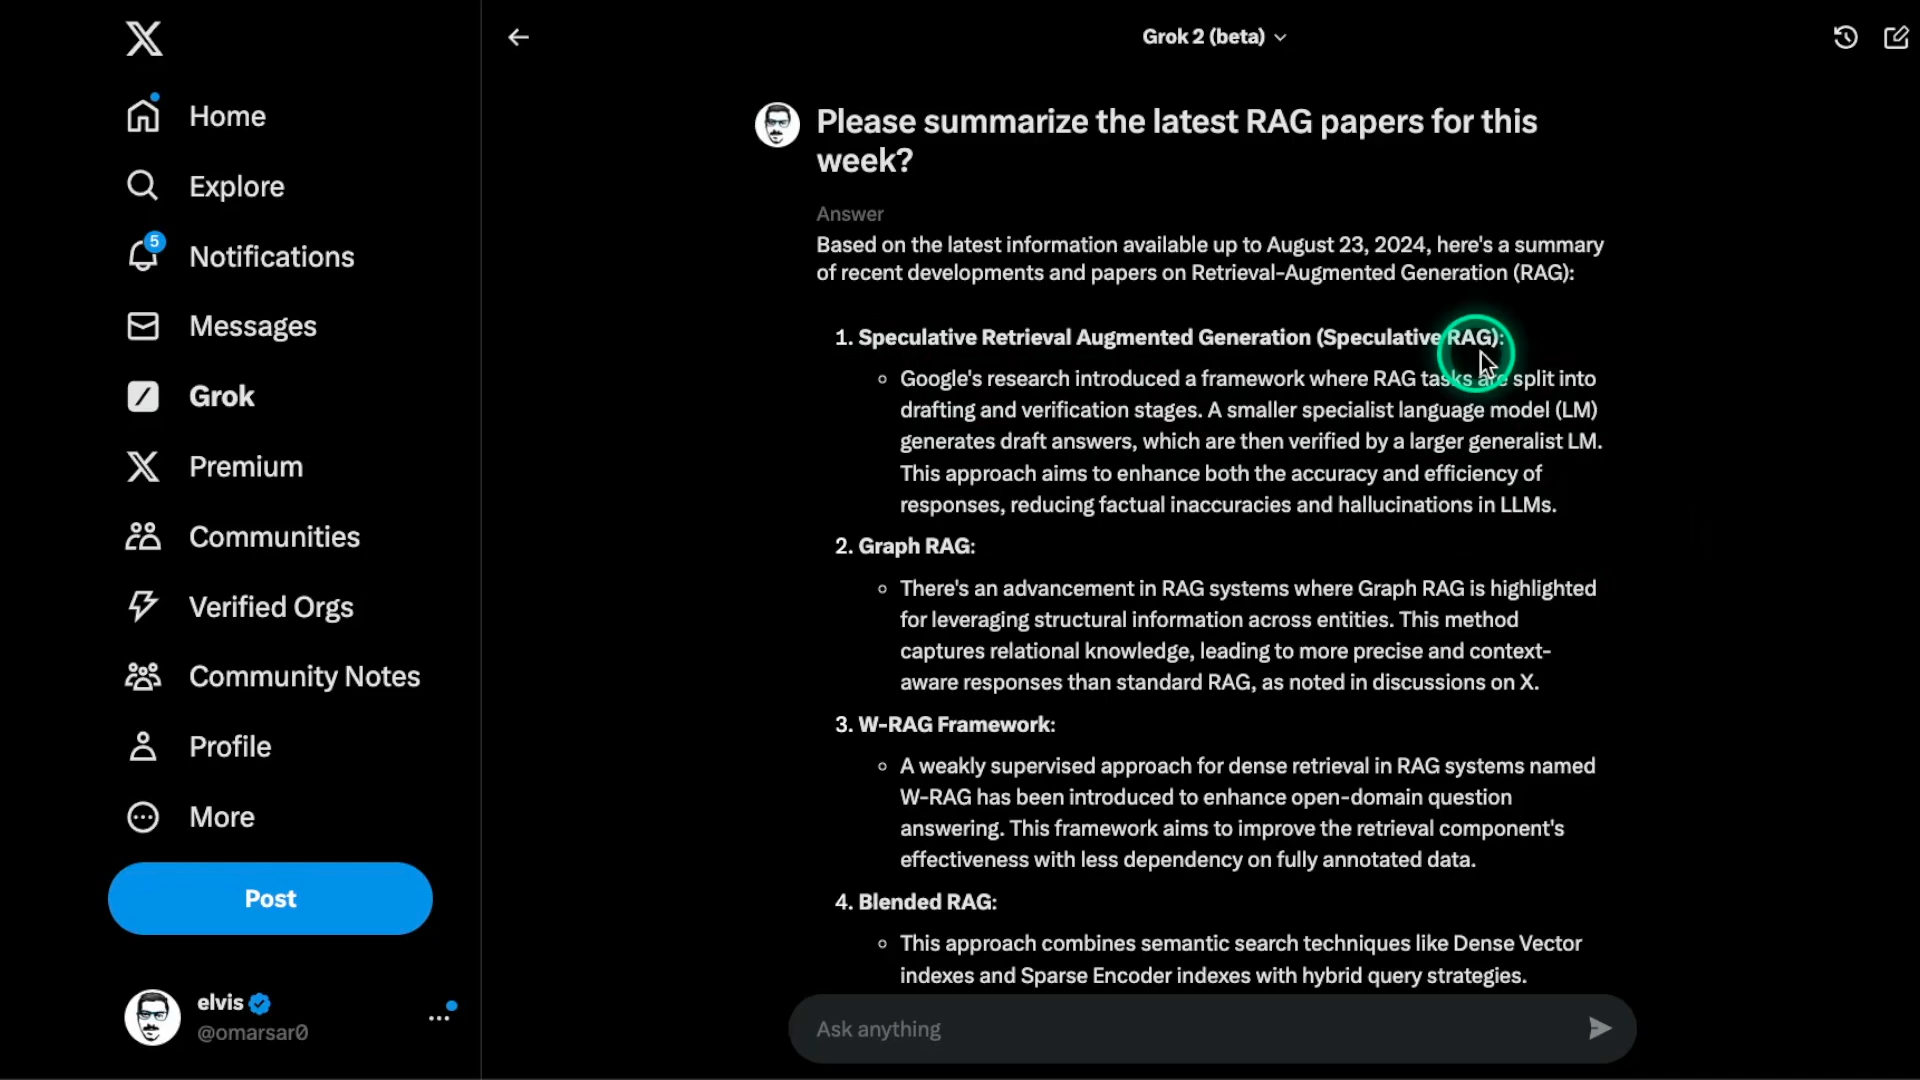 Home
Explore
5
Notifications
Messages
Grok
Premium
Communities
Verified Orgs
Community Notes
Profile
More
Post
elvis
@omarsar0
...
Grok 2 (beta)
Please summarize the latest RAG papers for this
week?
Answer
Based on the latest information available up to August 23, 2024, here's a summary
of recent developments and papers on Retrieval-Augmented Generation (RAG):
1. Speculative Retrieval Augmented Generation (Speculative RAG):
Google's research introduced a framework where RAG tasks are split into
drafting and verification stages. A smaller specialist language model (LM)
generates draft answers, which are then verified by a larger generalist LM.
This approach aims to enhance both the accuracy and efficiency of
responses, reducing factual inaccuracies and hallucinations in LLMs.
2. Graph RAG:
There's an advancement in RAG systems where Graph RAG is highlighted
for leveraging structural information across entities. This method
captures relational knowledge, leading to more precise and context-
aware responses than standard RAG, as noted in discussions on X.
3. W-RAG Framework:
A weakly supervised approach for dense retrieval in RAG systems named
W-RAG has been introduced to enhance open-domain question
answering. This framework aims to improve the retrieval component's
effectiveness with less dependency on fully annotated data.
4. Blended RAG:
This approach combines semantic search techniques like Dense Vector
indexes and Sparse Encoder indexes with hybrid query strategies.
Ask anything